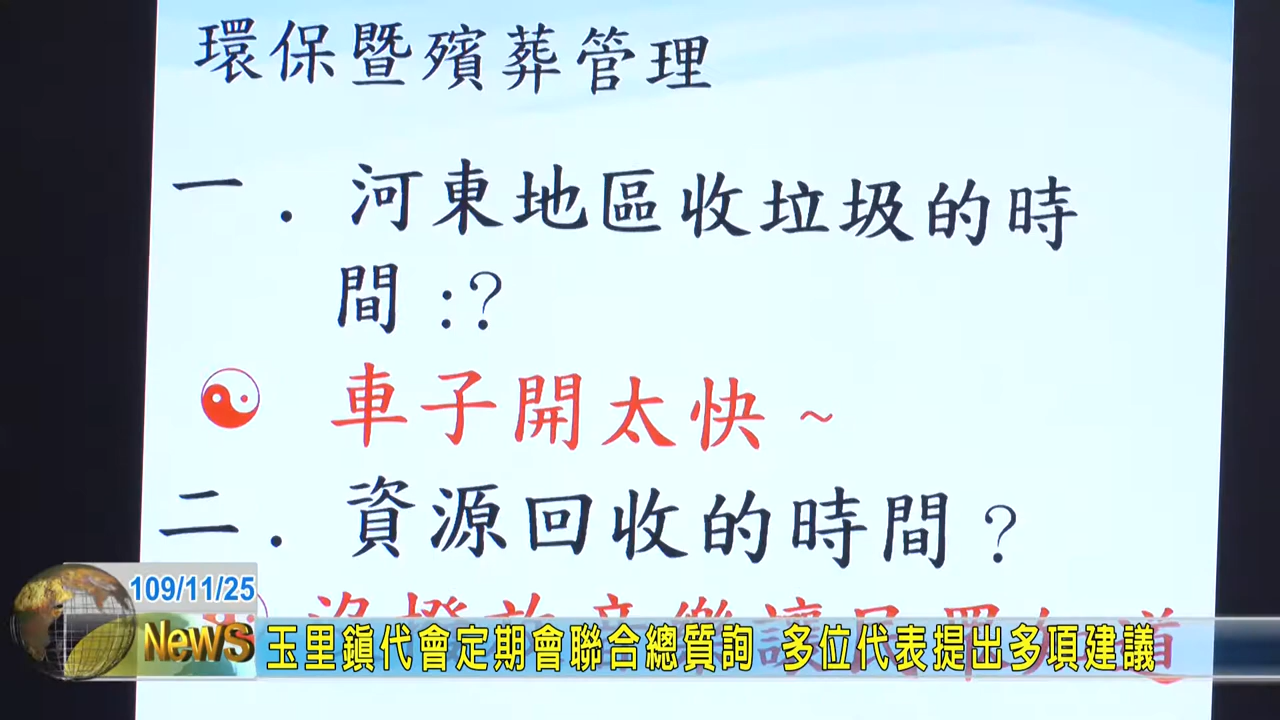 環保暨殯葬管理
一．河東地區收垃圾的時
間:?
車子開太快~
二．資源回收的時間?
109/11/25
News
玉里鎮代會定期會聯合總質詢 多位代表提出多項建議